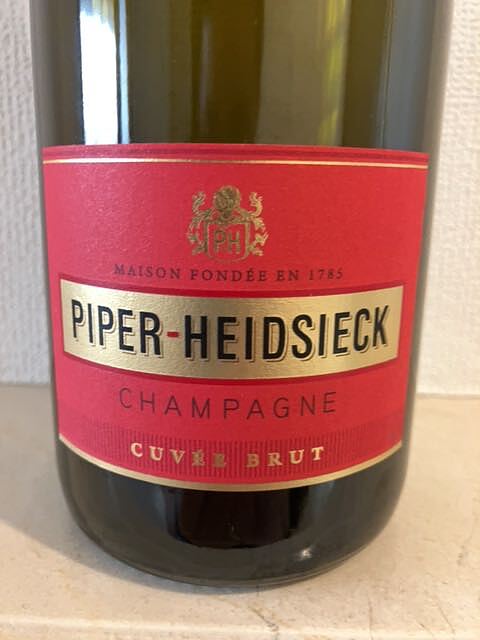 PH
MAISON FONDÉE EN 1785
PIPER-HEIDSIECK
CHAMPAGNE
CUVÉE BRUT